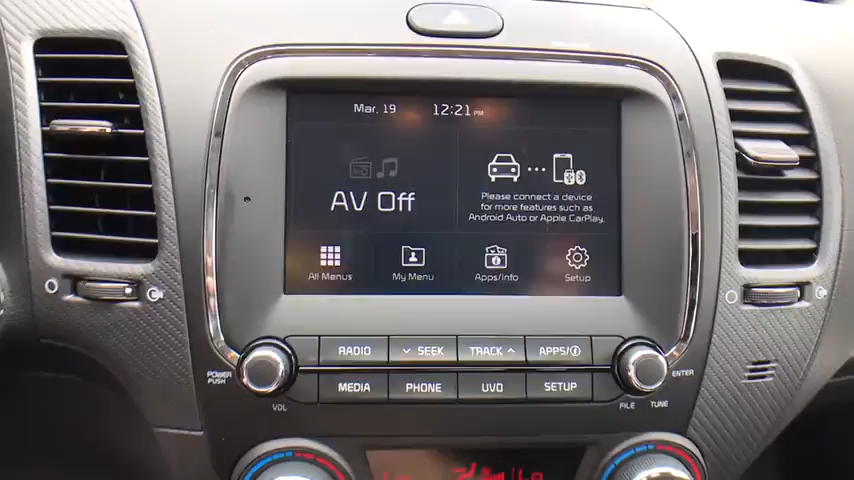 Mar. 19 12:21 PM
AV Off
Please connect a device
for more features such as
Android Auto or Apple CarPlay.
All Menus My Menu Apps/Info Setup
RADIO SEEK TRACK APPS/i
POWER
PUSH
ENTER
MEDIA PHONE UVO SETUP
VOL FILE TUNE